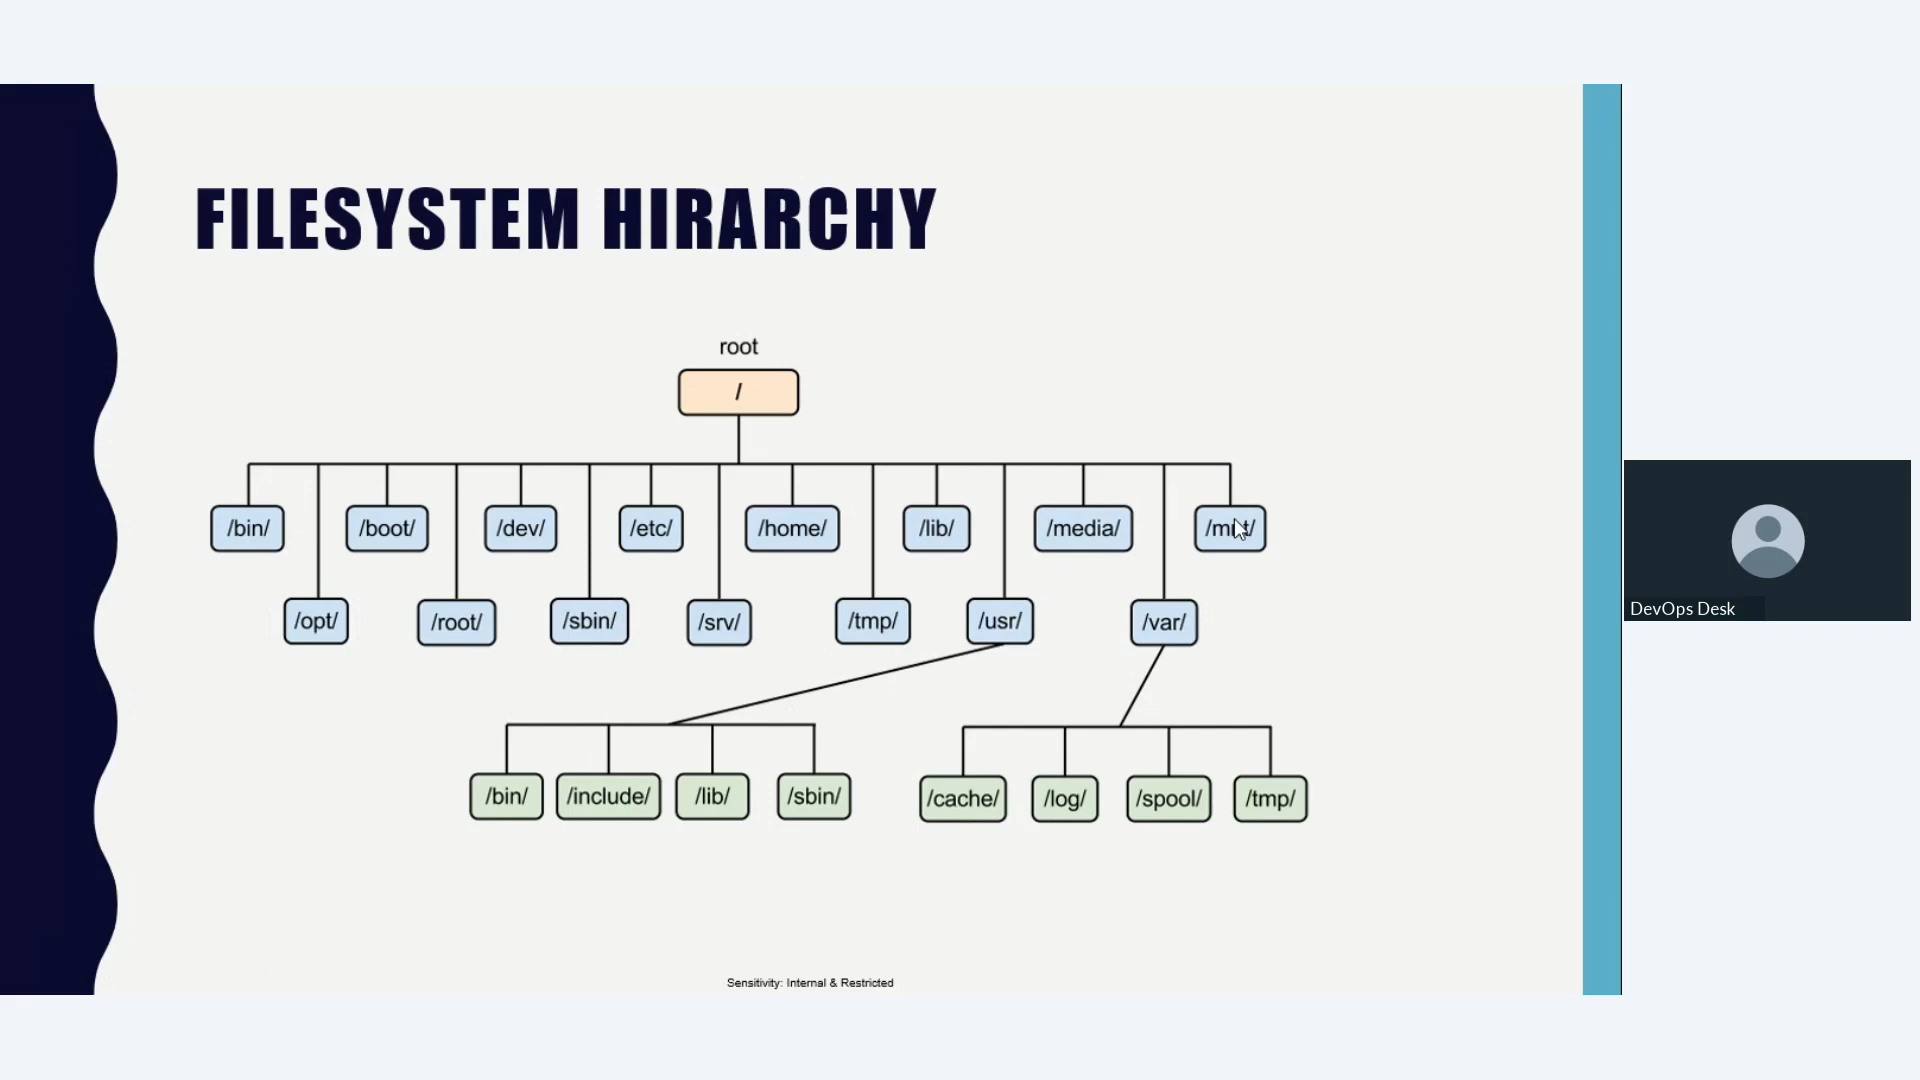 FILESYSTEM HIRARCHY
root
/
/bin/ /boot/ /dev/ /etc/ /home/ /lib/ /media/ /mnt/
/opt/ /root/ /sbin/ /srv/ /tmp/ /usr/ /var/
/bin/ /include/ /lib/ /sbin/ /cache/ /log/ /spool/ /tmp/
DevOps Desk
Sensitivity: Internal & Restricted